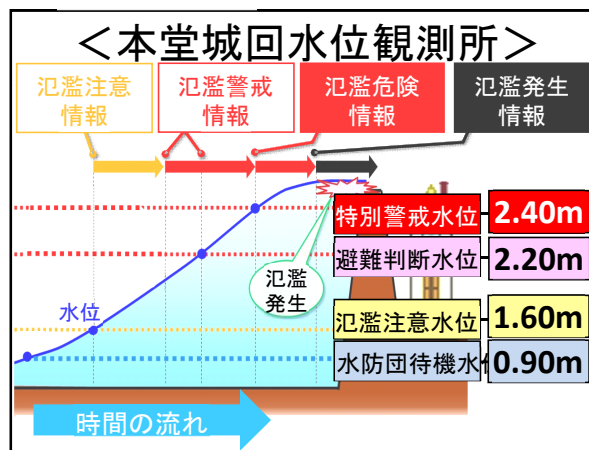 ＜本堂城回水位観測所＞
氾濫注意
情報
氾濫警戒
情報
氾濫危険
情報
氾濫発生
情報
特別警戒水位
2.40m
避難判断水位
2.20m
氾濫
発生
水位
氾濫注意水位
1.60m
水防団待機水
0.90m
時間の流れ